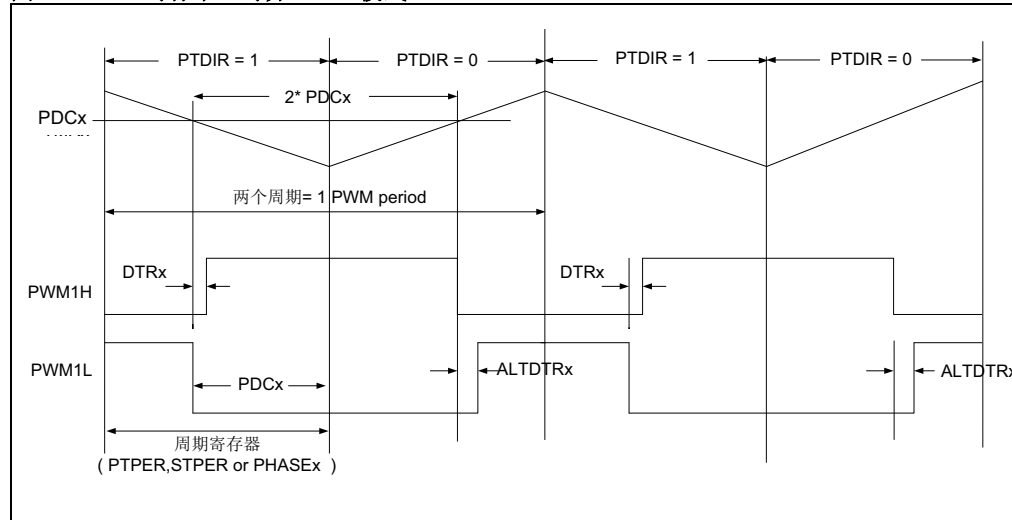 PTDIR = 1
PTDIR = 0
PTDIR = 1
PTDIR = 0
2* PDCx
PDCx
两个周期= 1 PWM period
DTRx
DTRx
PWM1H
PWM1L
PDCx
ALTDTRx
ALTDTRx
周期寄存器
( PTPER,STPER or PHASEx )